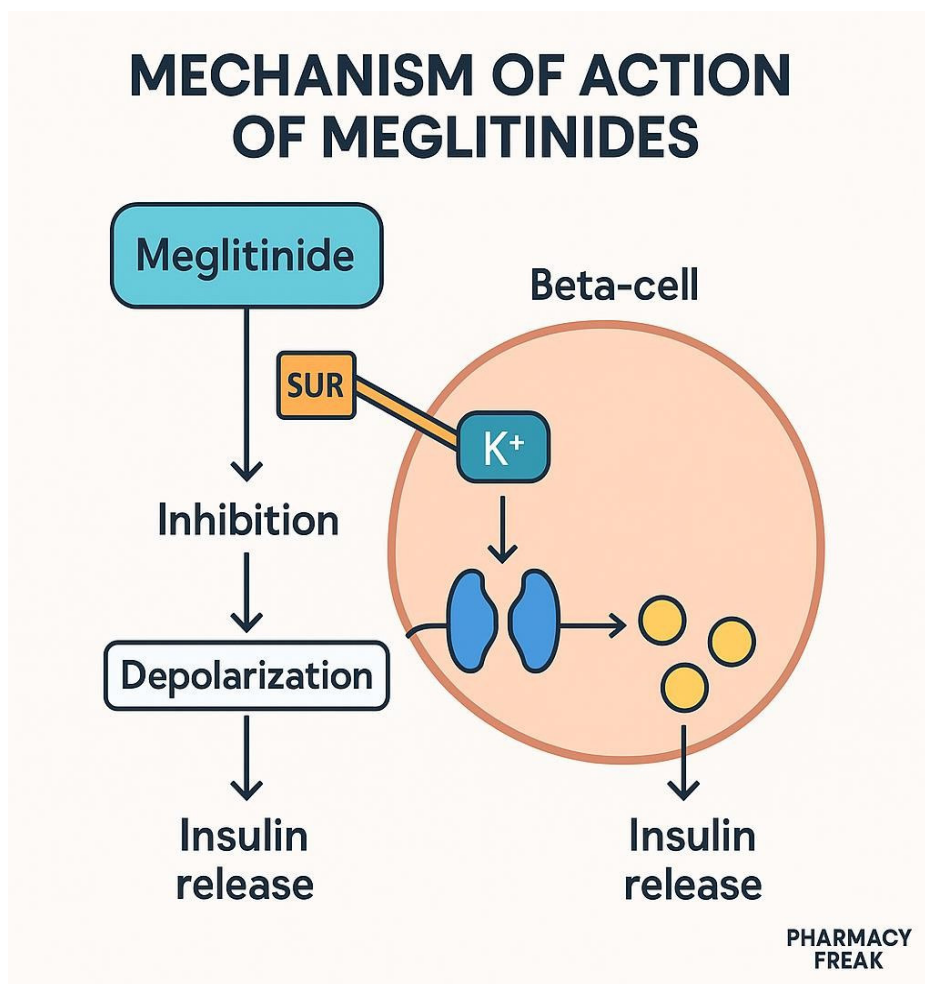 MECHANISM OF ACTION
OF MEGLITINIDES
Meglitinide
Beta-cell
SUR
K⁺
Inhibition
Depolarization
Insulin
release
Insulin
release
PHARMACY
FREAK